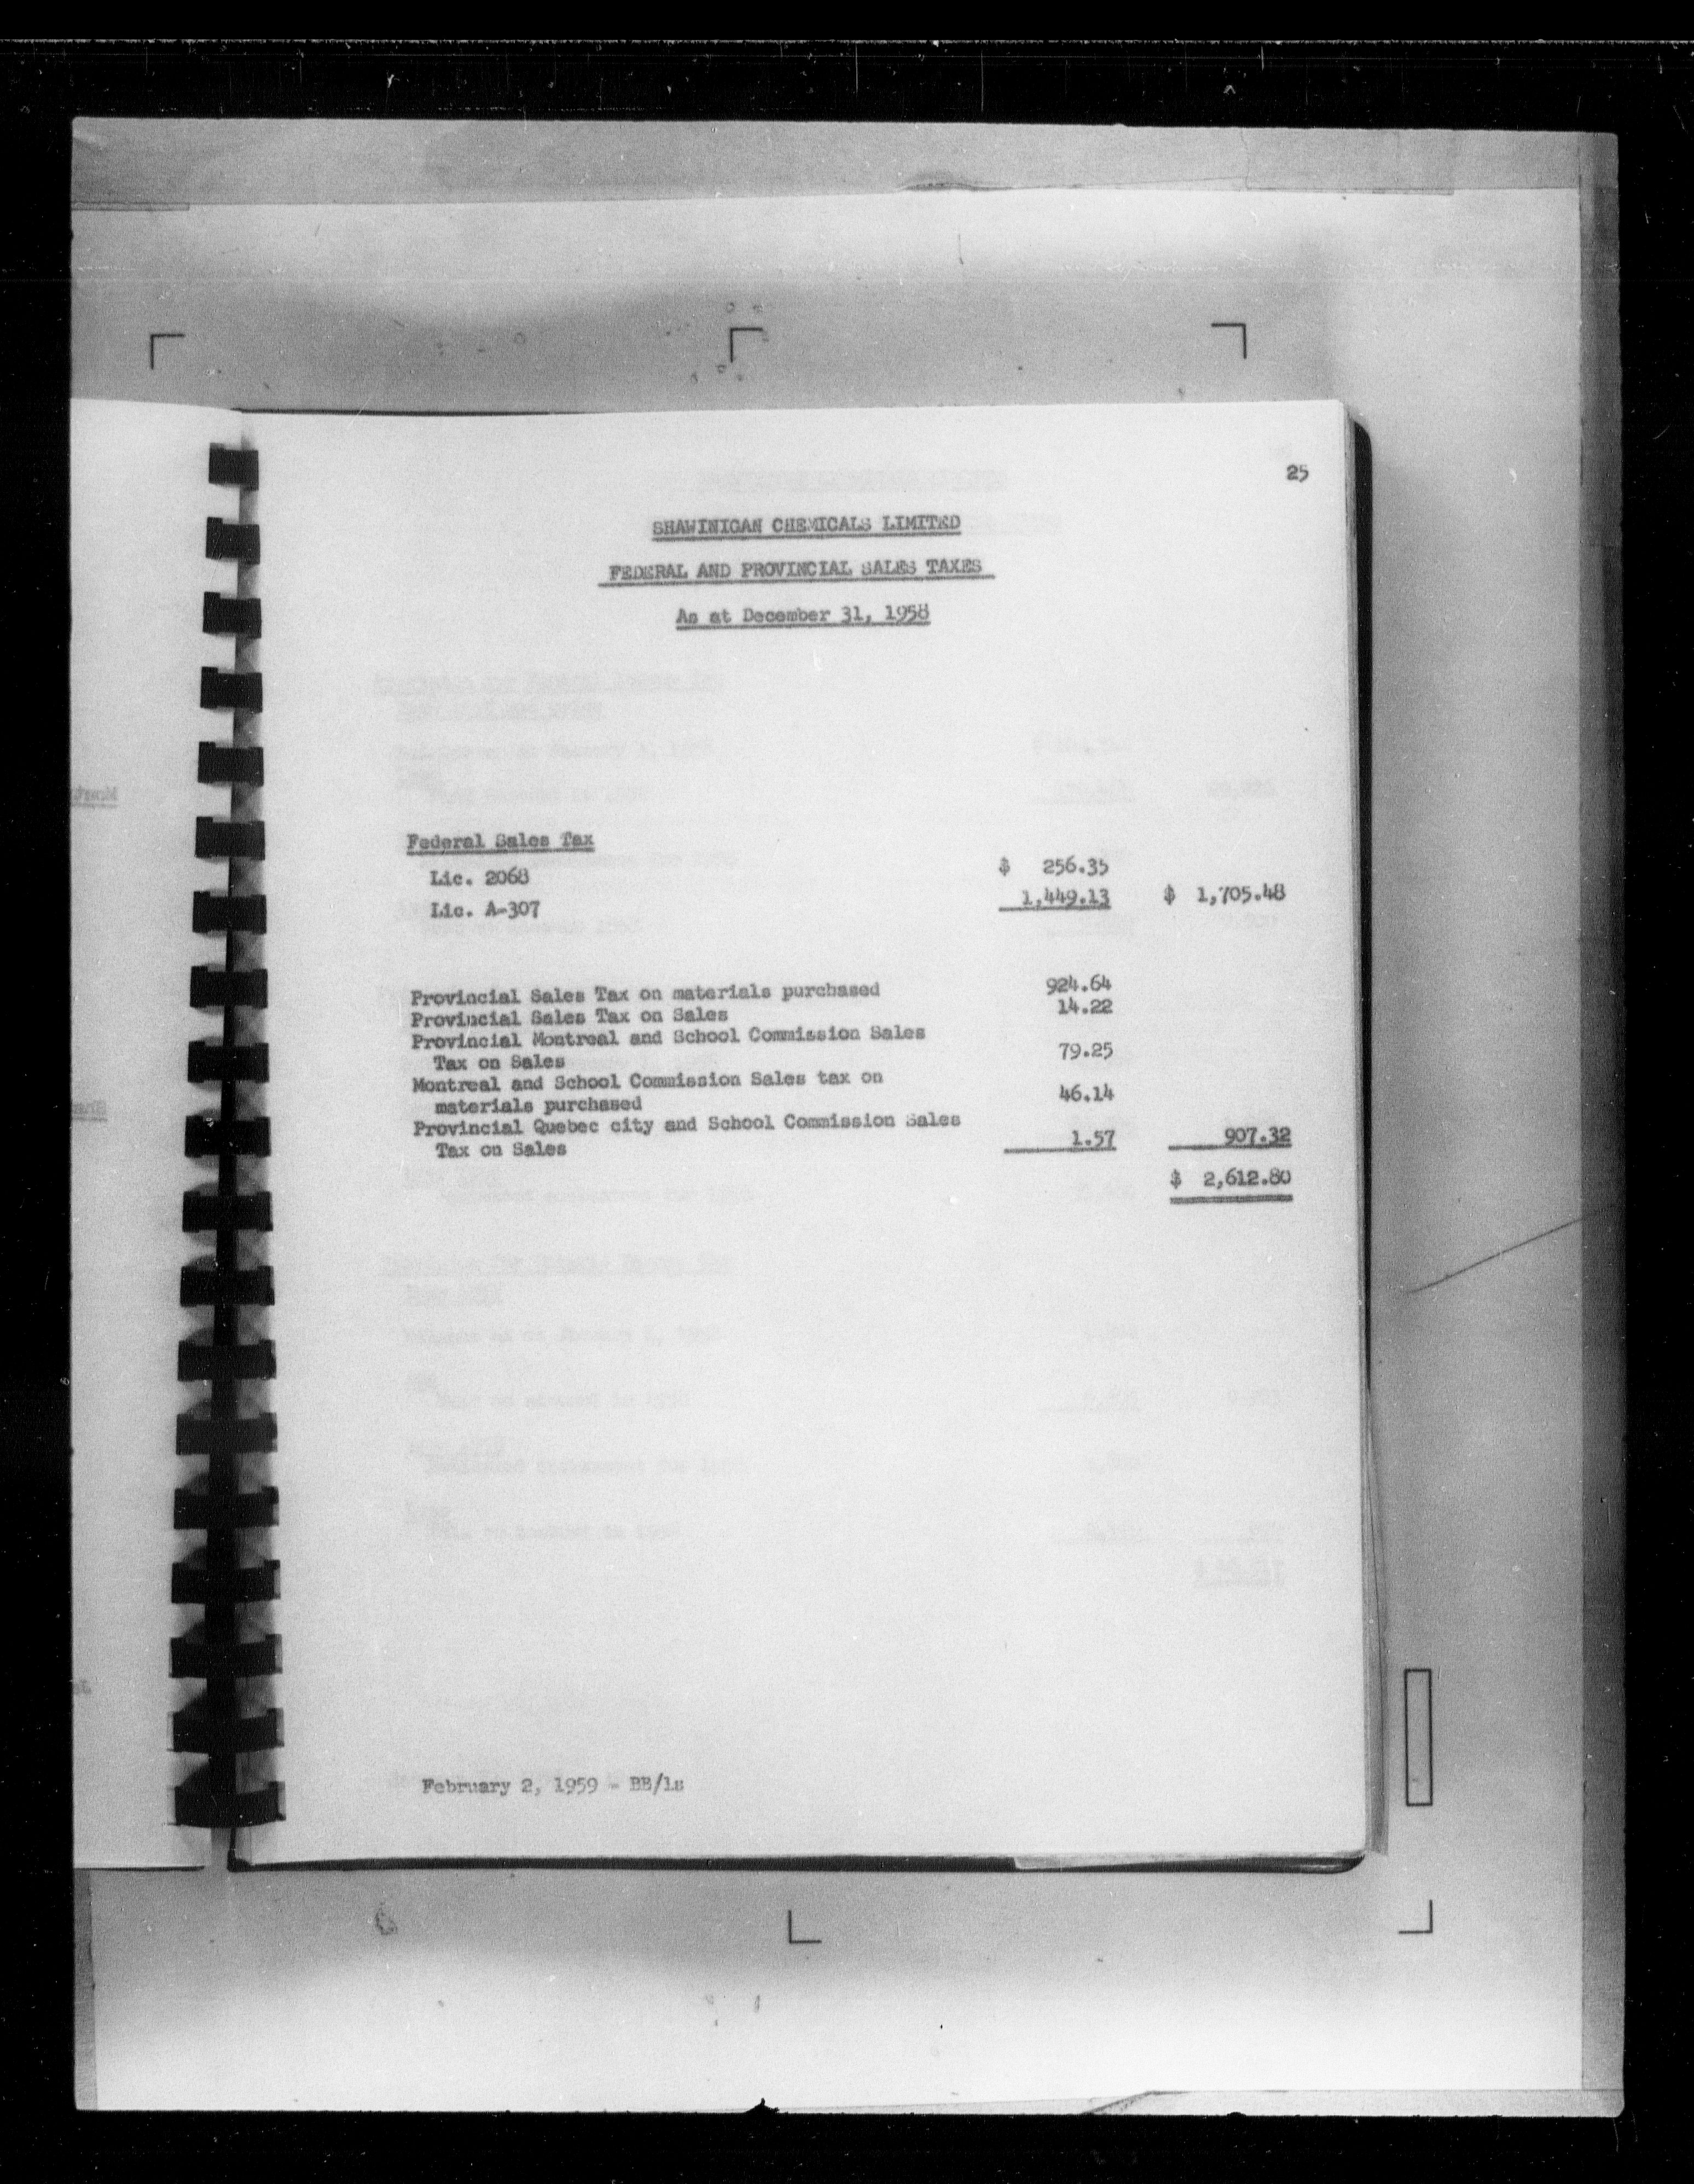 25
SHAWINIGAN CHEMICALS LIMITED
FEDERAL AND PROVINCIAL SALES TAXES
As at December 31, 1958
Federal Sales Tax
Lic. 2068 $ 256.35
Lic. A-307 1,449.13 $ 1,705.48
Provincial Sales Tax on materials purchased 924.64
Provincial Sales Tax on Sales 14.22
Provincial Montreal and School Commission Sales
Tax on Sales 79.25
Montreal and School Commission Sales tax on
materials purchased 46.14
Provincial Quebec city and School Commission Sales
Tax on Sales 1.57 907.32
$ 2,612.80
February 2, 1959 - BB/ls